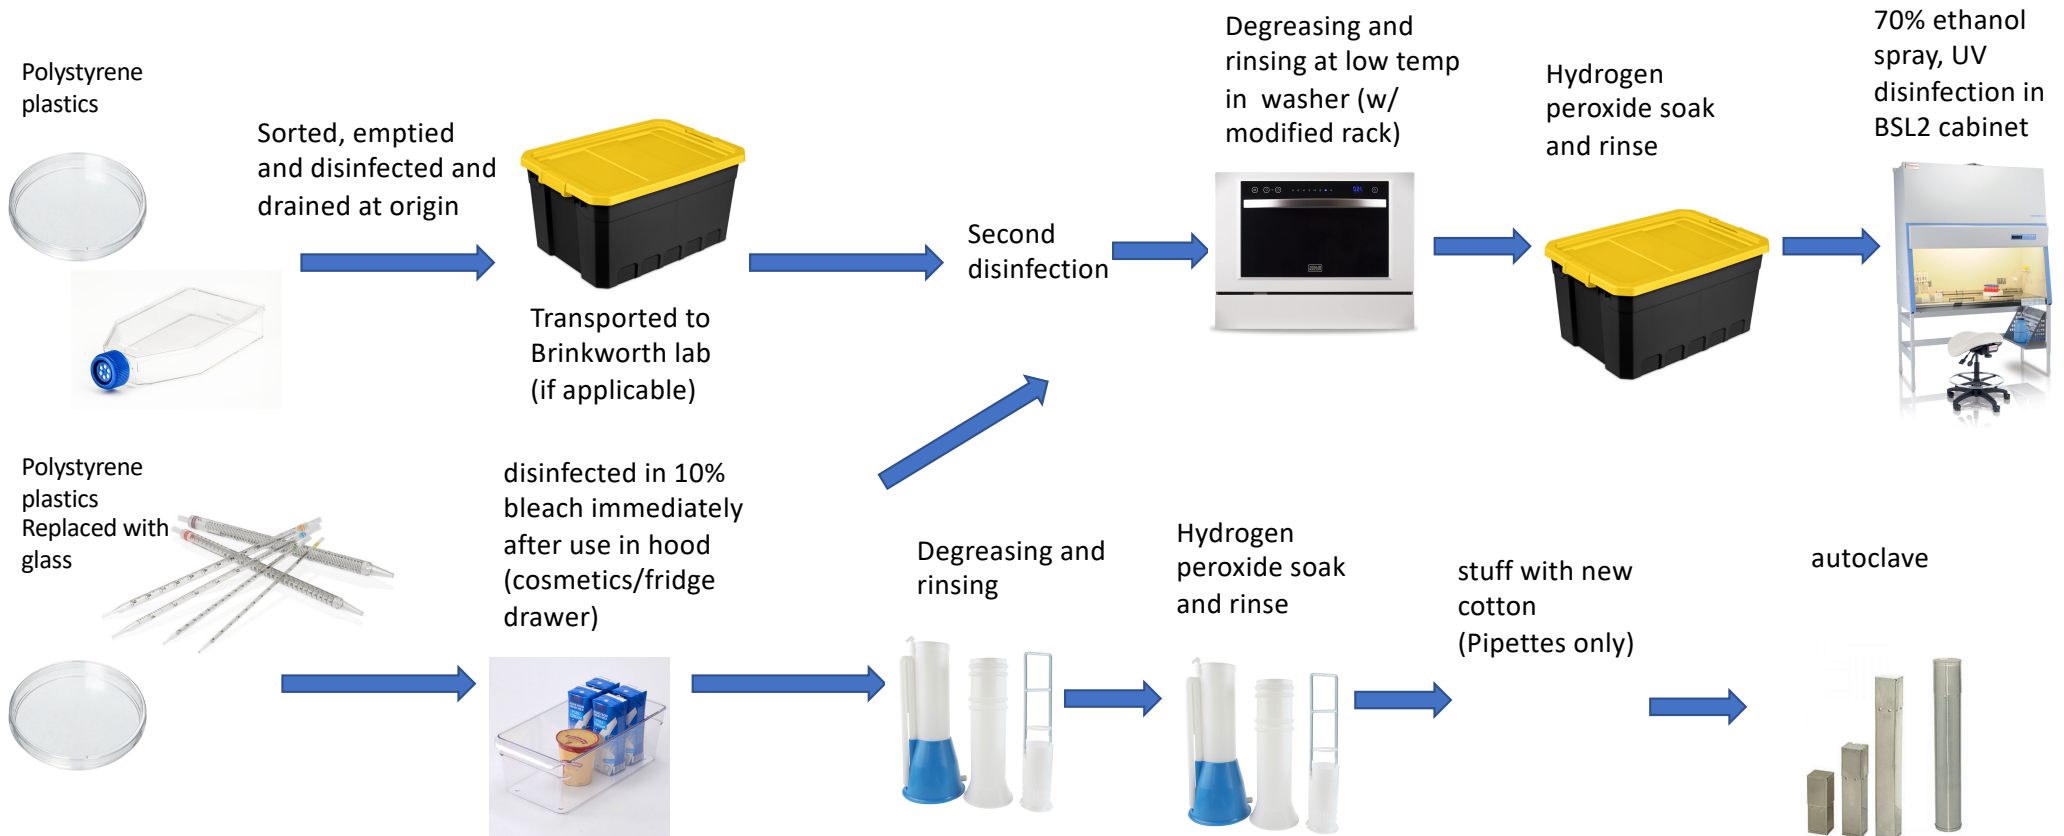 Polystyrene
plastics
Sorted, emptied
and disinfected and
drained at origin
Transported to
Brinkworth lab
(if applicable)
Second
disinfection
Degreasing and
rinsing at low temp
in  washer (w/
modified rack)
Hydrogen
peroxide soak
and rinse
70% ethanol
spray, UV
disinfection in
BSL2 cabinet
Polystyrene
plastics
Replaced with
glass
disinfected in 10%
bleach immediately
after use in hood
(cosmetics/fridge
drawer)
Degreasing and
rinsing
Hydrogen
peroxide soak
and rinse
stuff with new
cotton
(Pipettes only)
autoclave